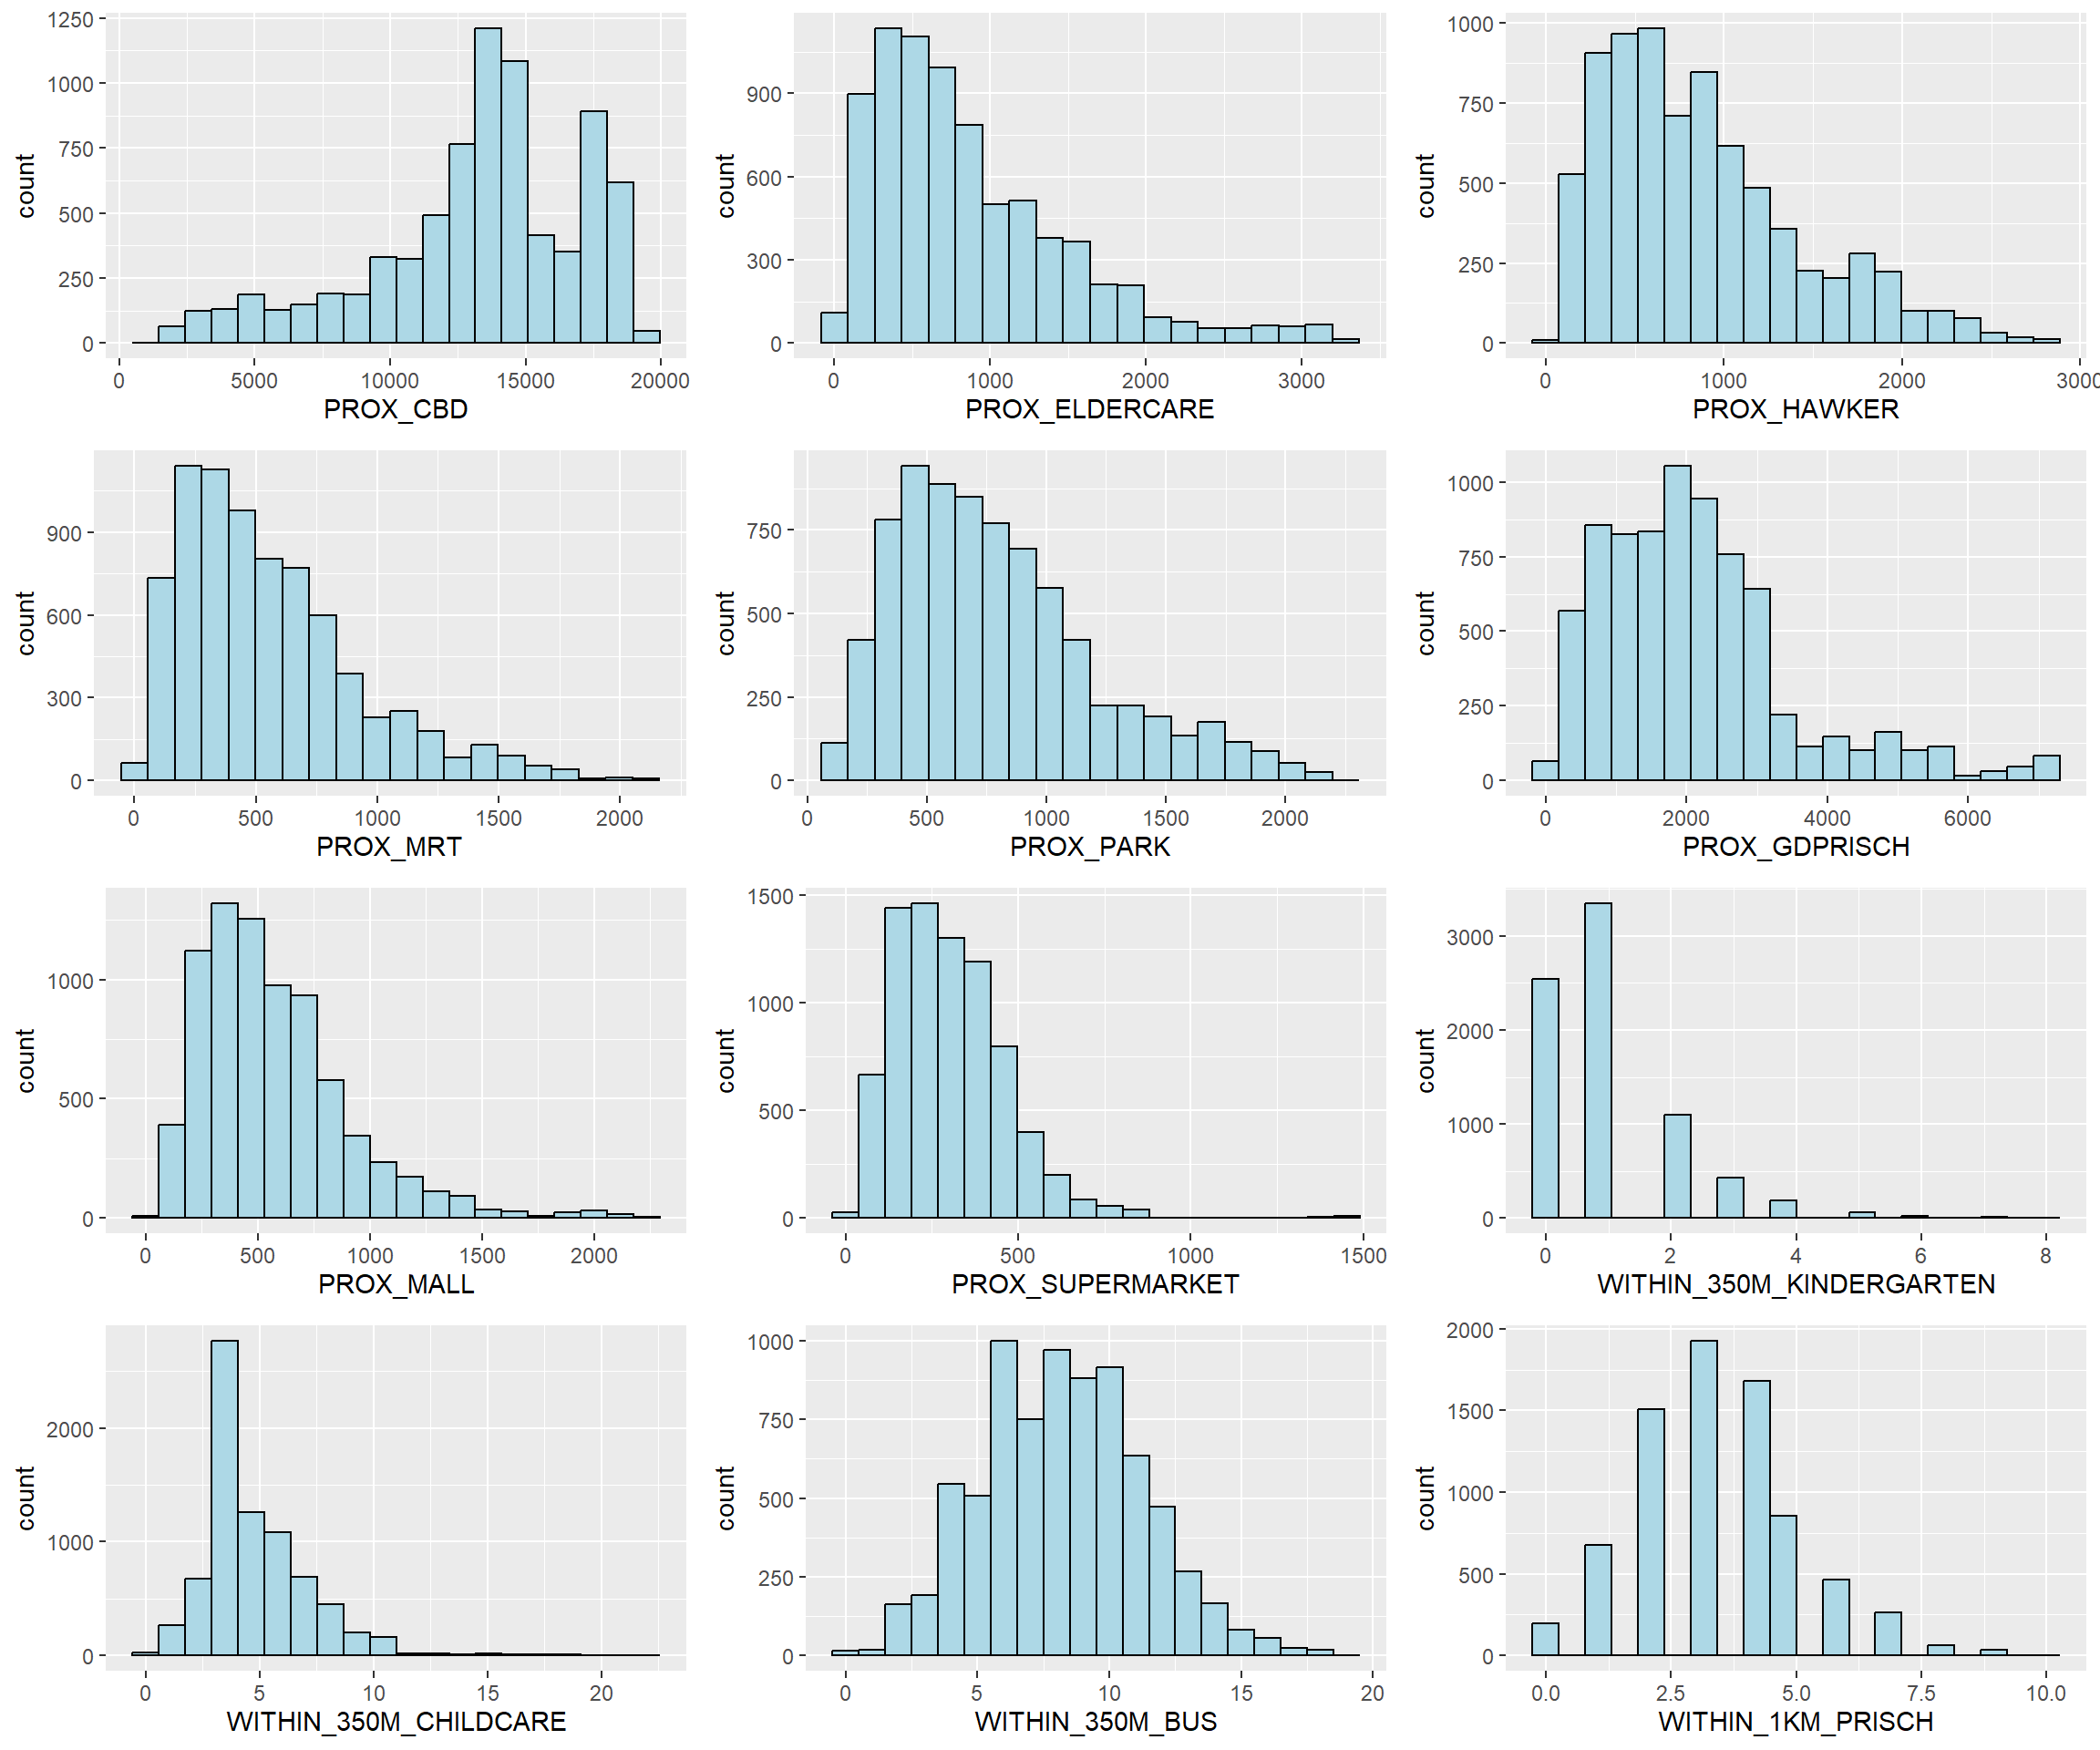 1250
1000
750
500
250
0
count
0 5000 10000 15000 20000
PROX_CBD
900
600
300
0
count
0 1000 2000 3000
PROX_ELDERCARE
1000
750
500
250
0
count
0 1000 2000 3000
PROX_HAWKER
900
600
300
0
count
0 500 1000 1500 2000
PROX_MRT
750
500
250
0
count
0 500 1000 1500 2000
PROX_PARK
1000
750
500
250
0
count
0 2000 4000 6000
PROX_GDPRISCH
1000
500
0
count
0 500 1000 1500 2000
PROX_MALL
1500
1000
500
0
count
0 500 1000 1500
PROX_SUPERMARKET
3000
2000
1000
0
count
0 2 4 6 8
WITHIN_350M_KINDERGARTEN
2000
1000
0
count
0 5 10 15 20
WITHIN_350M_CHILDCARE
1000
750
500
250
0
count
0 5 10 15 20
WITHIN_350M_BUS
2000
1500
1000
500
0
count
0.0 2.5 5.0 7.5 10.0
WITHIN_1KM_PRISCH